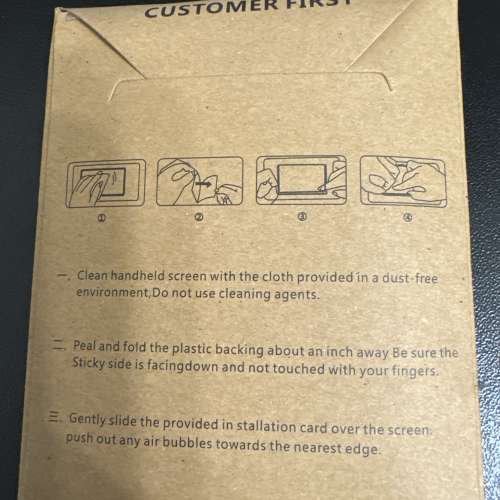 CUSTOMER FIRST
① ② ③ ④
一. Clean handheld screen with the cloth provided in a dust-free
environment,Do not use cleaning agents.
二. Peal and fold the plastic backing about an inch away Be sure the
Sticky side is facingdown and not touched with your fingers.
三. Gently slide the provided in stallation card over the screen.
push out any air bubbles towards the nearest edge.